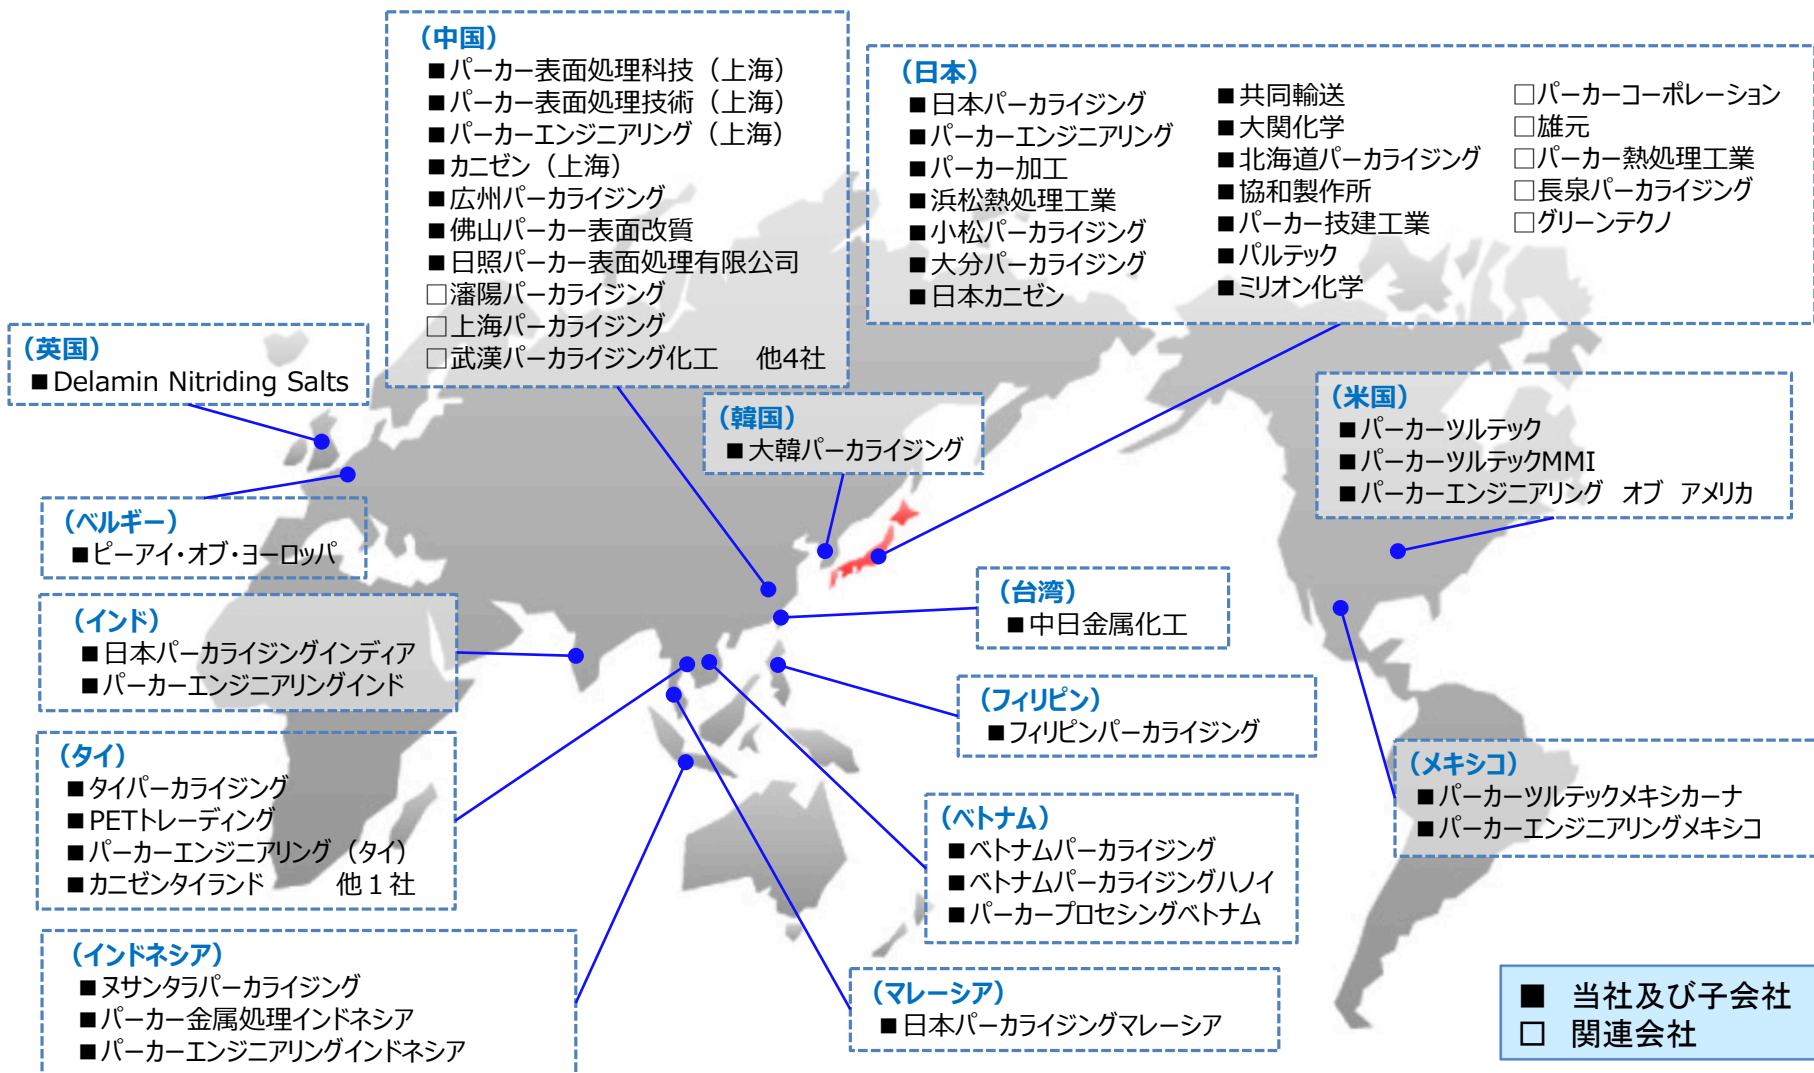 （中国）
■パーカー表面処理科技（上海）
■パーカー表面処理技術（上海）
■パーカーエンジニアリング（上海）
■カニゼン（上海）
■広州パーカライジング
■佛山パーカー表面改質
■日照パーカー表面処理有限公司
□瀋陽パーカライジング
□上海パーカライジング
□武漢パーカライジング化工　他4社
（日本）
■日本パーカライジング
■パーカーエンジニアリング
■パーカー加工
■浜松熱処理工業
■小松パーカライジング
■大分パーカライジング
■日本カニゼン
■共同輸送
■大関化学
■北海道パーカライジング
■協和製作所
■パーカー技建工業
■パルテック
■ミリオン化学
□パーカーコーポレーション
□雄元
□パーカー熱処理工業
□長泉パーカライジング
□グリーンテクノ
（英国）
■Delamin Nitriding Salts
（韓国）
■大韓パーカライジング
（米国）
■パーカーツルテック
■パーカーツルテックMMI
■パーカーエンジニアリング　オブ　アメリカ
（ベルギー）
■ピーアイ・オブ・ヨーロッパ
（インド）
■日本パーカライジングインディア
■パーカーエンジニアリングインド
（台湾）
■中日金属化工
（フィリピン）
■フィリピンパーカライジング
（タイ）
■タイパーカライジング
■PETトレーディング
■パーカーエンジニアリング（タイ）
■カニゼンタイランド　他１社
（メキシコ）
■パーカーツルテックメキシカーナ
■パーカーエンジニアリングメキシコ
（ベトナム）
■ベトナムパーカライジング
■ベトナムパーカライジングハノイ
■パーカープロセシングベトナム
（インドネシア）
■ヌサンタラパーカライジング
■パーカー金属処理インドネシア
■パーカーエンジニアリングインドネシア
（マレーシア）
■日本パーカライジングマレーシア
■　当社及び子会社
□　関連会社